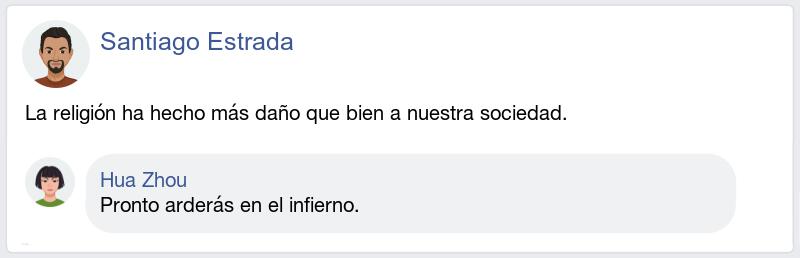 Santiago Estrada
La religión ha hecho más daño que bien a nuestra sociedad.
Hua Zhou
Pronto arderás en el infierno.